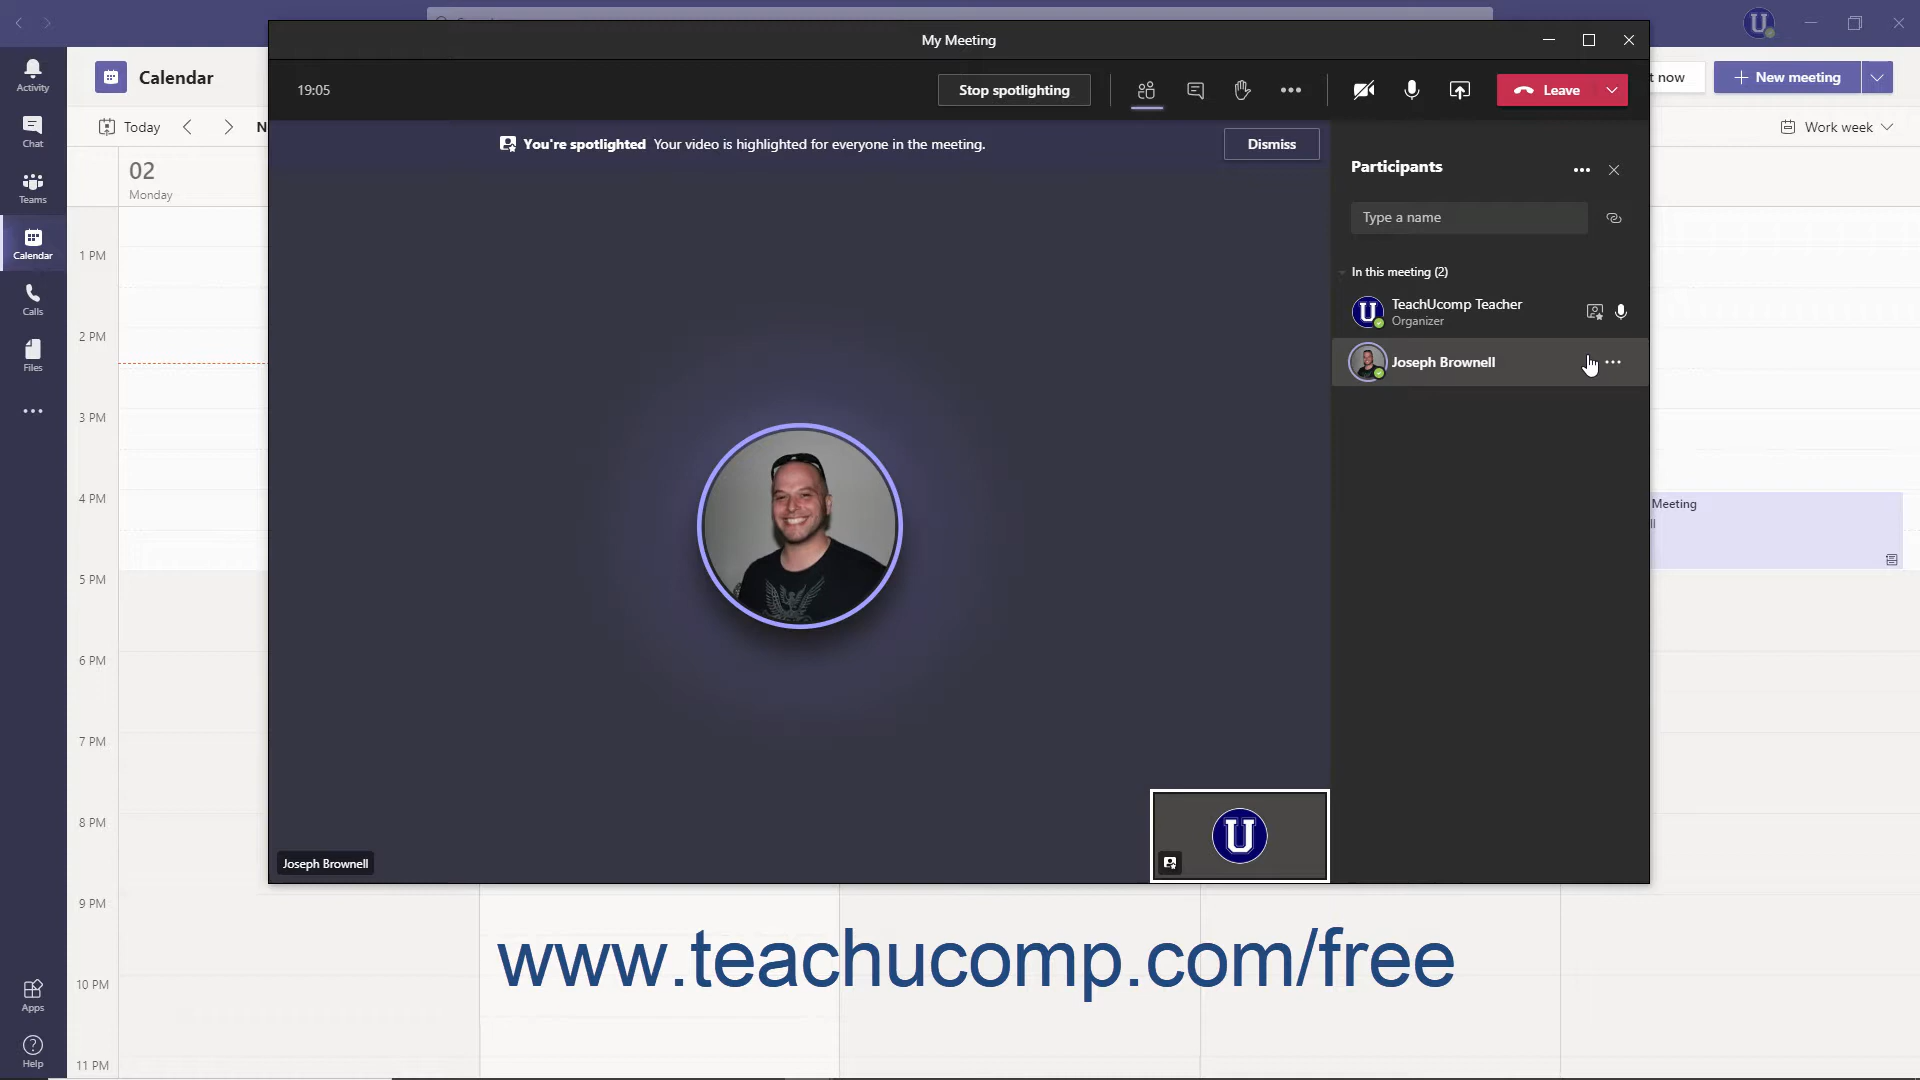 My Meeting
19:05
Stop spotlighting
Leave
You're spotlighted Your video is highlighted for everyone in the meeting.
Dismiss
Participants
Type a name
In this meeting (2)
TeachUcomp Teacher
Organizer
Joseph Brownell
Joseph Brownell
U
Activity
Chat
Teams
Calendar
Calls
Files
Apps
Help
Calendar
t now
New meeting
Today
N
Work week
02
Monday
1 PM
2 PM
3 PM
4 PM
5 PM
6 PM
7 PM
8 PM
9 PM
10 PM
11 PM
Meeting
ll
www.teachucomp.com/free